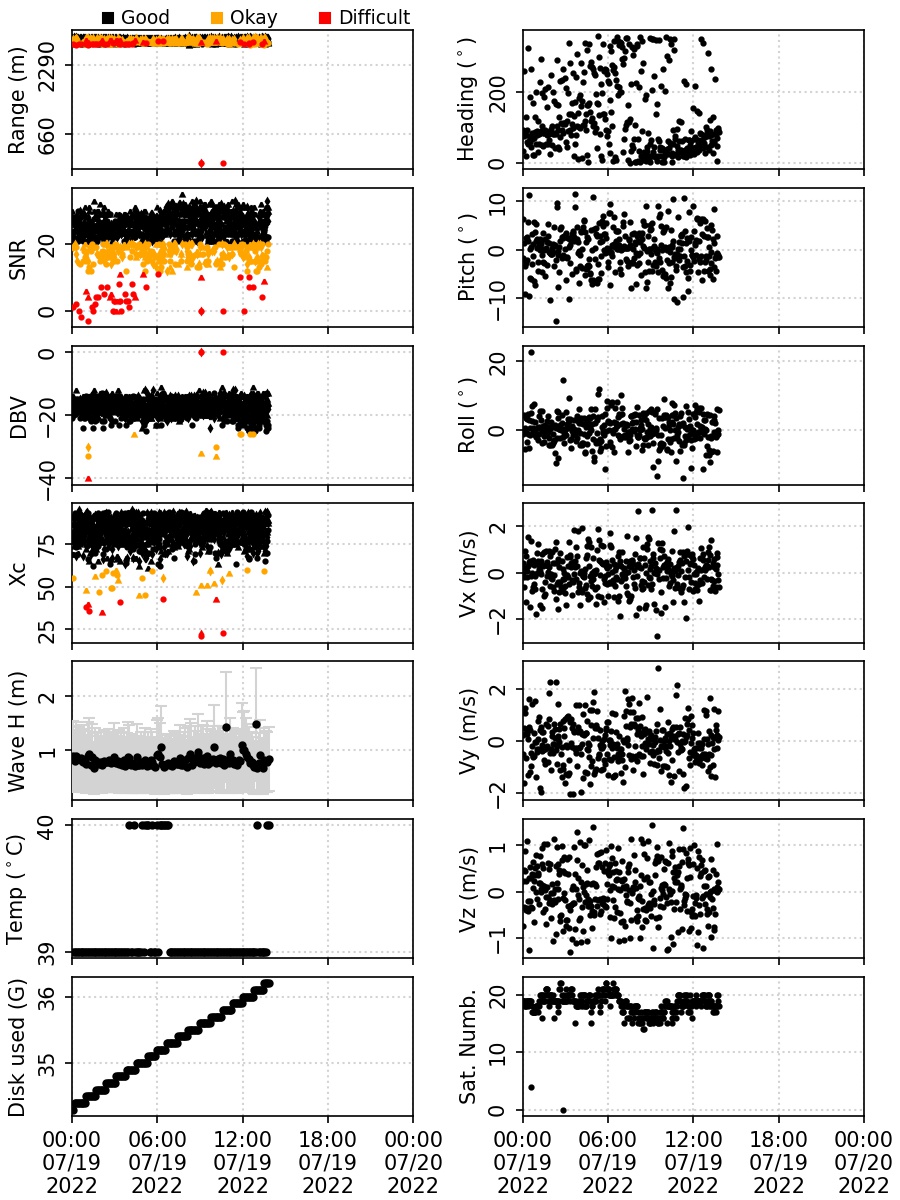 Good Okay Difficult
Range (m)
2290
660
Heading (°)
200
0
SNR
20
0
Pitch (°)
10
0
−10
DBV
0
−20
−40
Roll (°)
20
0
Xc
75
50
25
Vx (m/s)
2
0
−2
Wave H (m)
2
1
Vy (m/s)
2
0
−2
Temp (°C)
40
39
Vz (m/s)
1
0
−1
Disk used (G)
36
35
Sat. Numb.
20
10
0
00:00 06:00 12:00 18:00 00:00 00:00 06:00 12:00 18:00 00:00
07/19 07/19 07/19 07/19 07/20 07/19 07/19 07/19 07/19 07/20
2022 2022 2022 2022 2022 2022 2022 2022 2022 2022